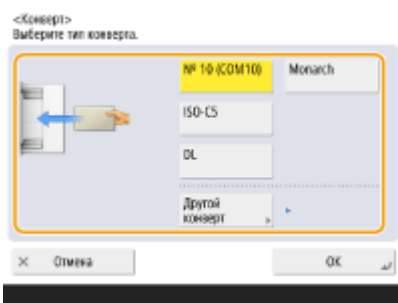 <Конверт>
Выберите тип конверта.
№ 10 (COM10)
Monarch
ISO-C5
DL
Другой
конверт
× Отмена
OK